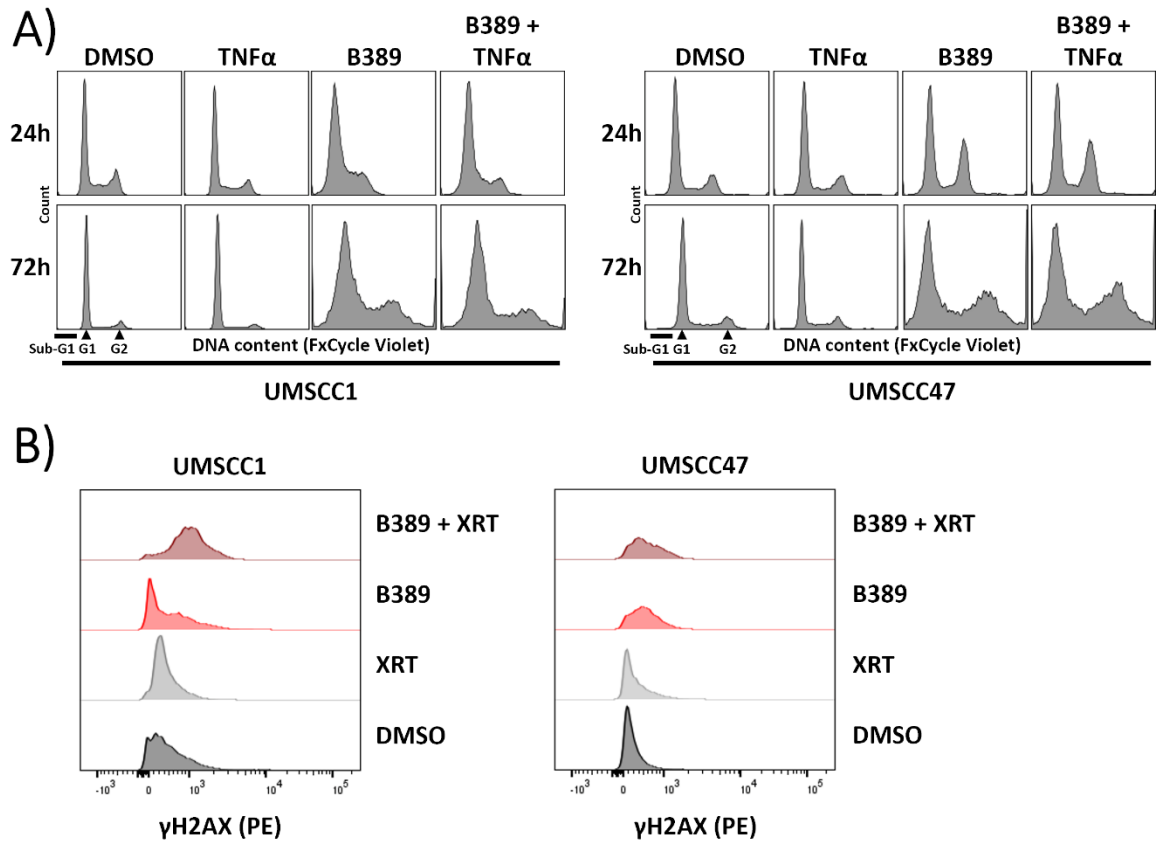 A)
DMSO TNFα B389 B389 + TNFα DMSO TNFα B389 B389 + TNFα
24h 24h
Count Count
72h 72h
Sub-G1 G1 G2 DNA content (FxCycle Violet) Sub-G1 G1 G2 DNA content (FxCycle Violet)
UMSCC1 UMSCC47
B)
UMSCC1
B389 + XRT
B389
XRT
DMSO
-10³ 0 10³ 10⁴ 10⁵
γH2AX (PE)
UMSCC47
B389 + XRT
B389
XRT
DMSO
-10³ 0 10³ 10⁴ 10⁵
γH2AX (PE)